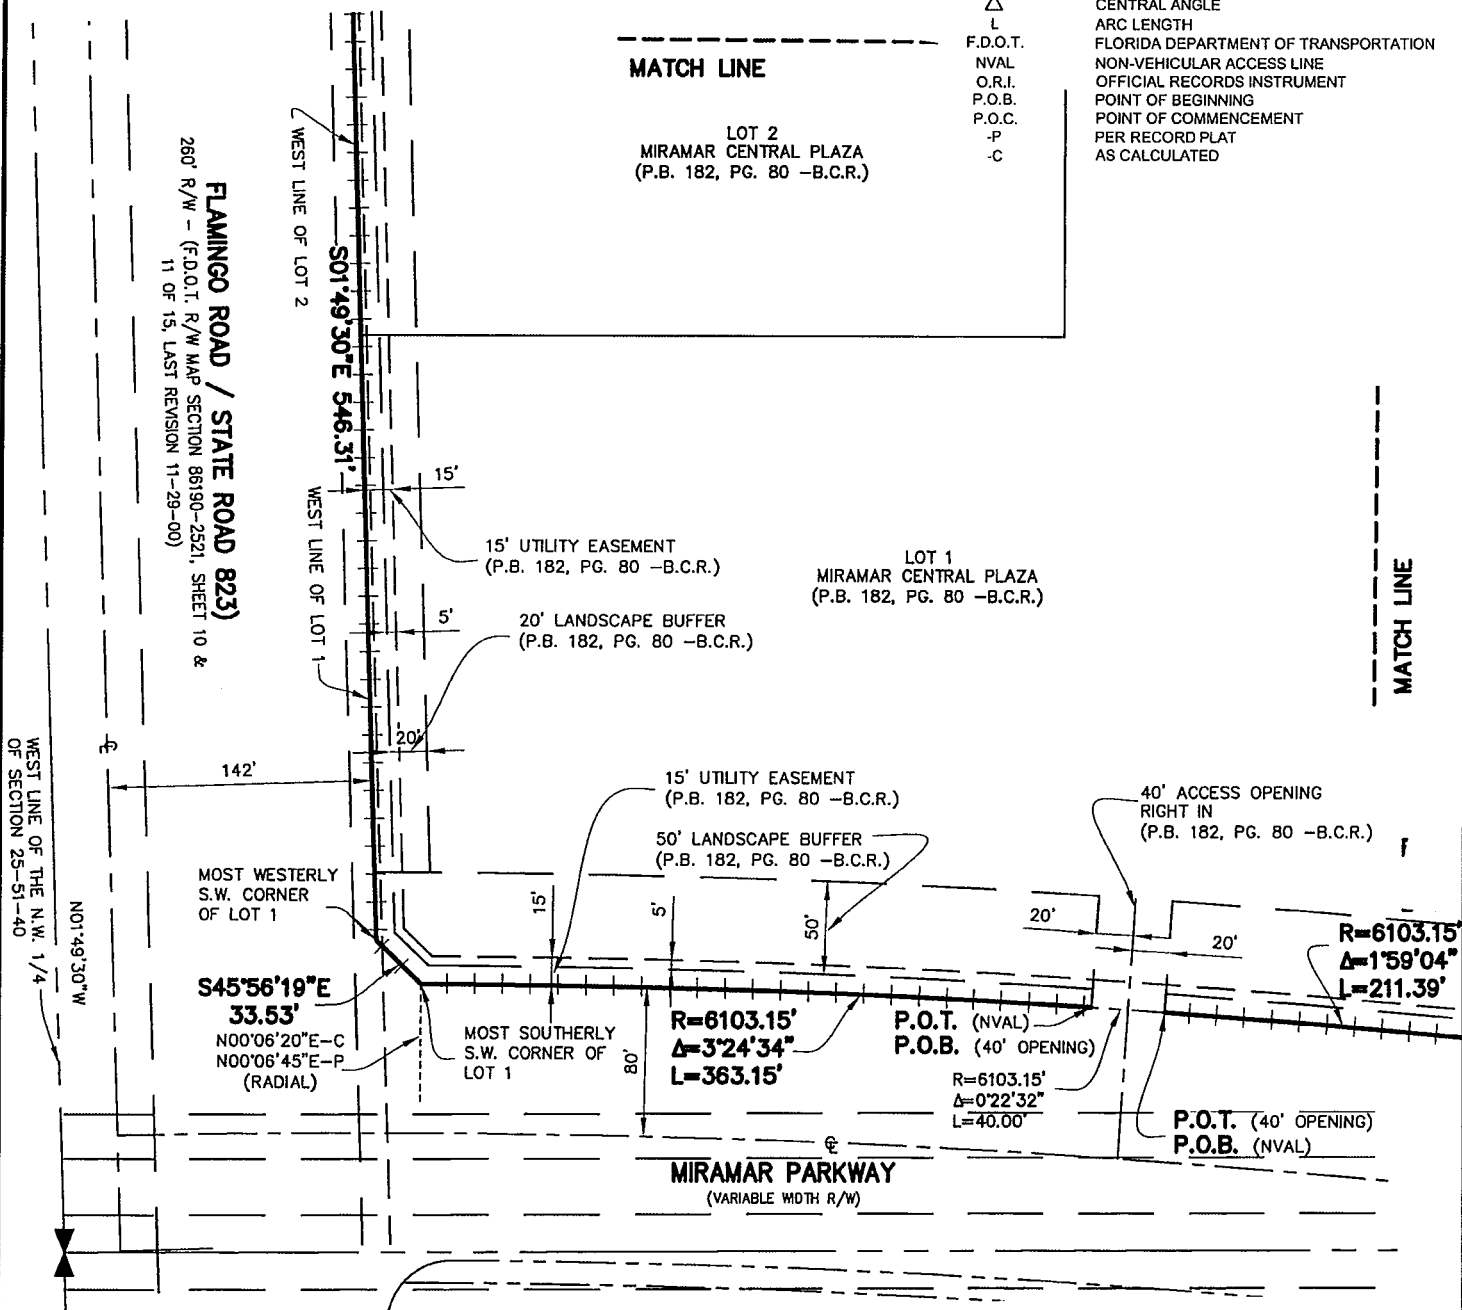 △ CENTRAL ANGLE
L ARC LENGTH
F.D.O.T. FLORIDA DEPARTMENT OF TRANSPORTATION
NVAL NON-VEHICULAR ACCESS LINE
O.R.I. OFFICIAL RECORDS INSTRUMENT
P.O.B. POINT OF BEGINNING
P.O.C. POINT OF COMMENCEMENT
-P PER RECORD PLAT
-C AS CALCULATED
MATCH LINE
LOT 2
MIRAMAR CENTRAL PLAZA
(P.B. 182, PG. 80 -B.C.R.)
WEST LINE OF LOT 2
FLAMINGO ROAD / STATE ROAD 823)
260' R/W - (F.D.O.T. R/W MAP SECTION 86190-2521, SHEET 10 &
11 OF 15, LAST REVISION 11-29-00)
S01°49'30"E 546.31'
WEST LINE OF LOT 1
15'
15' UTILITY EASEMENT
(P.B. 182, PG. 80 -B.C.R.)
5'
20' LANDSCAPE BUFFER
(P.B. 182, PG. 80 -B.C.R.)
20'
LOT 1
MIRAMAR CENTRAL PLAZA
(P.B. 182, PG. 80 -B.C.R.)
MATCH LINE
WEST LINE OF THE N.W. 1/4
OF SECTION 25-51-40
N01°49'30"W
℄
142'
15' UTILITY EASEMENT
(P.B. 182, PG. 80 -B.C.R.)
50' LANDSCAPE BUFFER
(P.B. 182, PG. 80 -B.C.R.)
40' ACCESS OPENING
RIGHT IN
(P.B. 182, PG. 80 -B.C.R.)
MOST WESTERLY
S.W. CORNER
OF LOT 1
15'
5'
50'
20'
20'
R=6103.15'
Δ=1°59'04"
L=211.39'
S45°56'19"E
33.53'
N00°06'20"E-C
N00°06'45"E-P
(RADIAL)
MOST SOUTHERLY
S.W. CORNER OF
LOT 1
80'
R=6103.15'
Δ=3°24'34"
L=363.15'
P.O.T. (NVAL)
P.O.B. (40' OPENING)
R=6103.15'
Δ=0°22'32"
L=40.00'
P.O.T. (40' OPENING)
P.O.B. (NVAL)
℄
MIRAMAR PARKWAY
(VARIABLE WIDTH R/W)